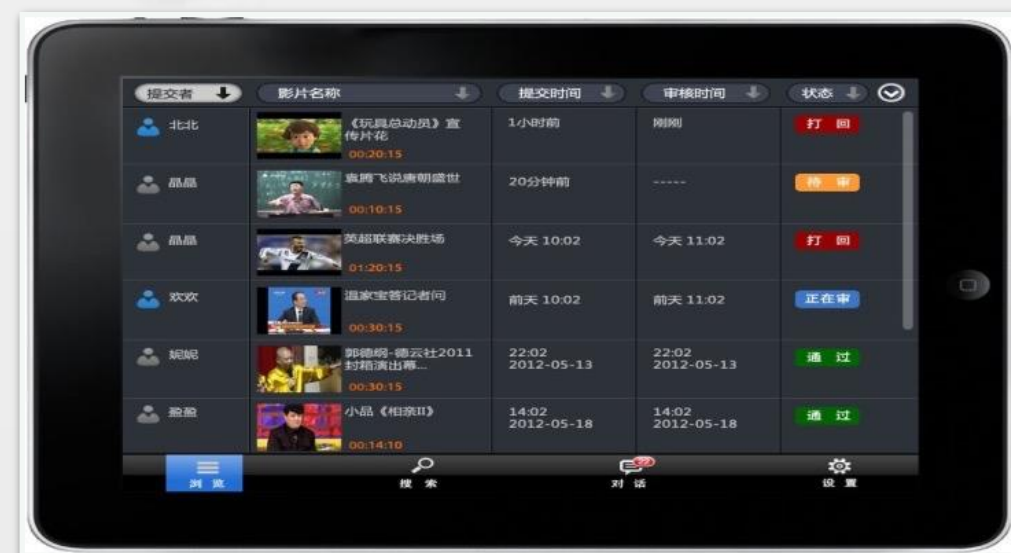 提交者 影片名称 提交时间 审核时间 状态
北北 《玩具总动员》宣 1小时前 刚刚 打 回
传片花
00:20:15
晶晶 袁腾飞说唐朝盛世 20分钟前 ----- 待 审
00:10:15
晶晶 英超联赛决胜场 今天 10:02 今天 11:02 打 回
01:20:15
欢欢 温家宝答记者问 前天 10:02 前天 11:02 正在审
00:30:15
妮妮 郭德纲-德云社2011 22:02 22:02 通 过
封箱演出幕... 2012-05-13 2012-05-13
00:30:15
盈盈 小品《相亲II》 14:02 14:02 通 过
2012-05-18 2012-05-18
00:14:10
23
浏 览 搜 索 对 话 设 置